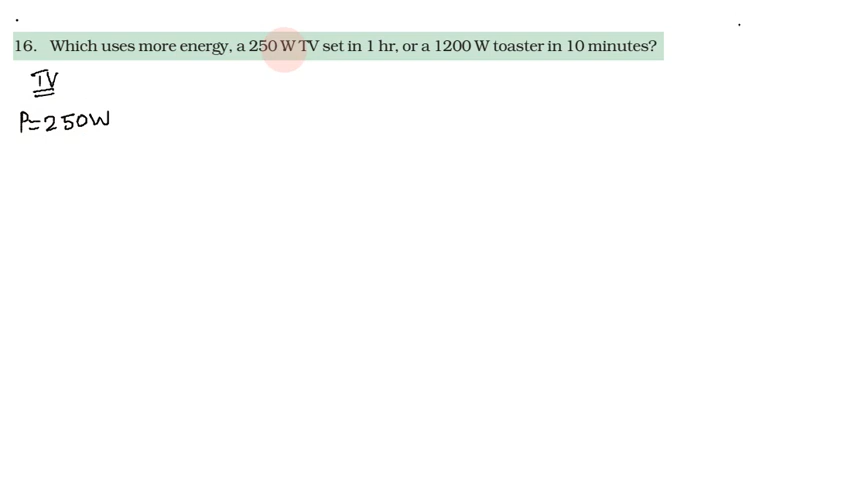 16. Which uses more energy, a 250 W TV set in 1 hr, or a 1200 W toaster in 10 minutes?
TV
P=250W